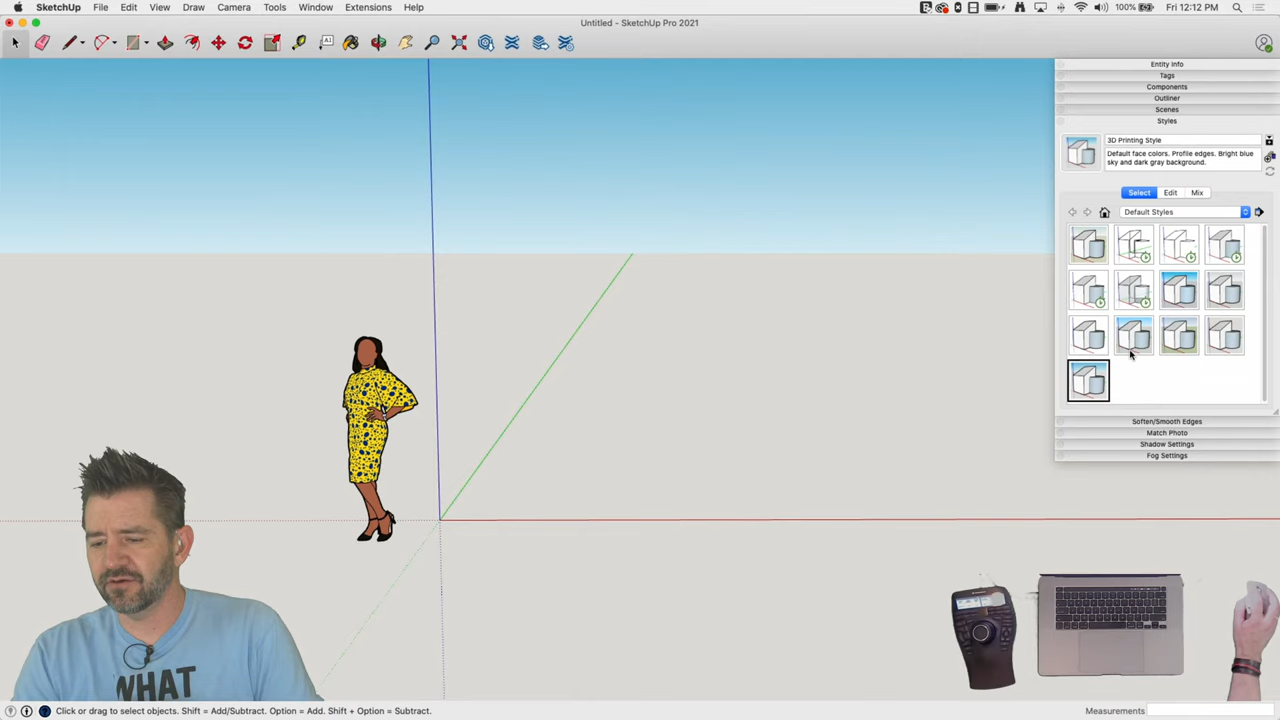 SketchUp File Edit View Draw Camera Tools Window Extensions Help
100% Fri 12:12 PM
Untitled - SketchUp Pro 2021
Entity Info
Tags
Components
Outliner
Scenes
Styles
3D Printing Style
Default face colors. Profile edges. Bright blue
sky and dark gray background.
Select Edit Mix
Default Styles
Soften/Smooth Edges
Match Photo
Shadow Settings
Fog Settings
WHAT
Click or drag to select objects. Shift = Add/Subtract. Option = Add. Shift + Option = Subtract.
Measurements